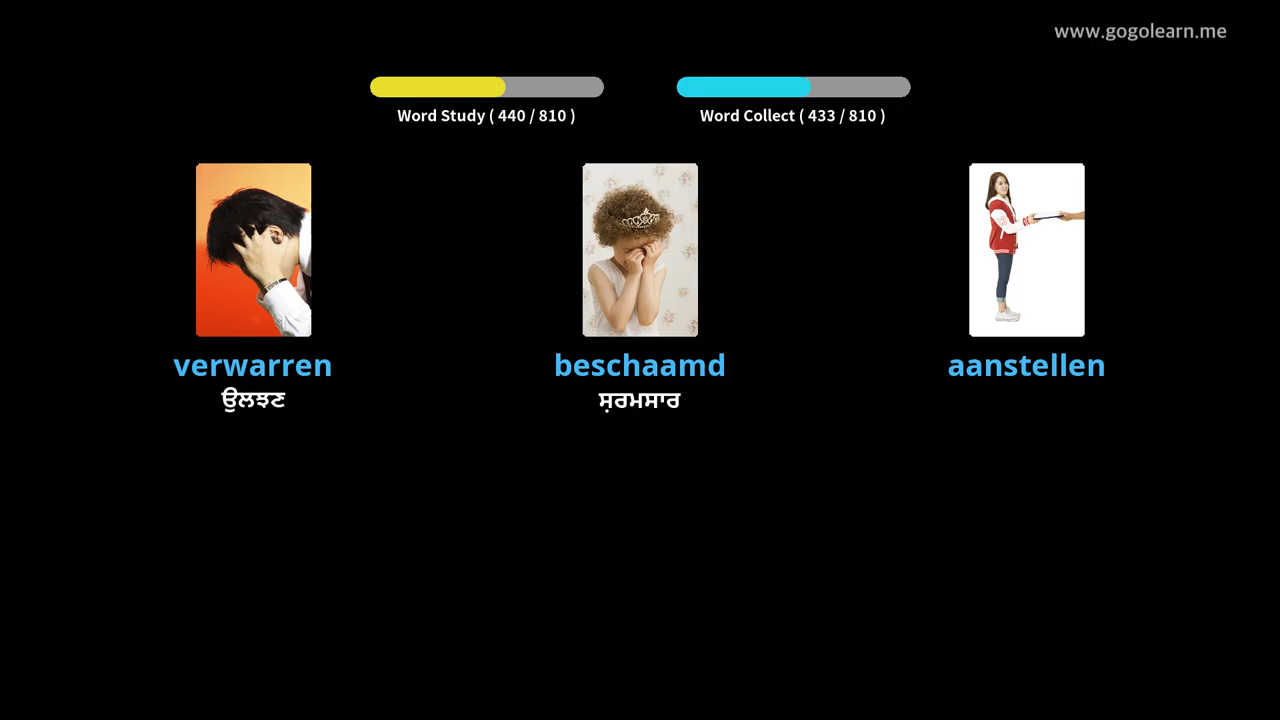 www.gogolearn.me
Word Study ( 440 / 810 )
Word Collect ( 433 / 810 )
verwarren
ਉਲਝਣ
beschaamd
ਸ਼ਰਮਸਾਰ
aanstellen